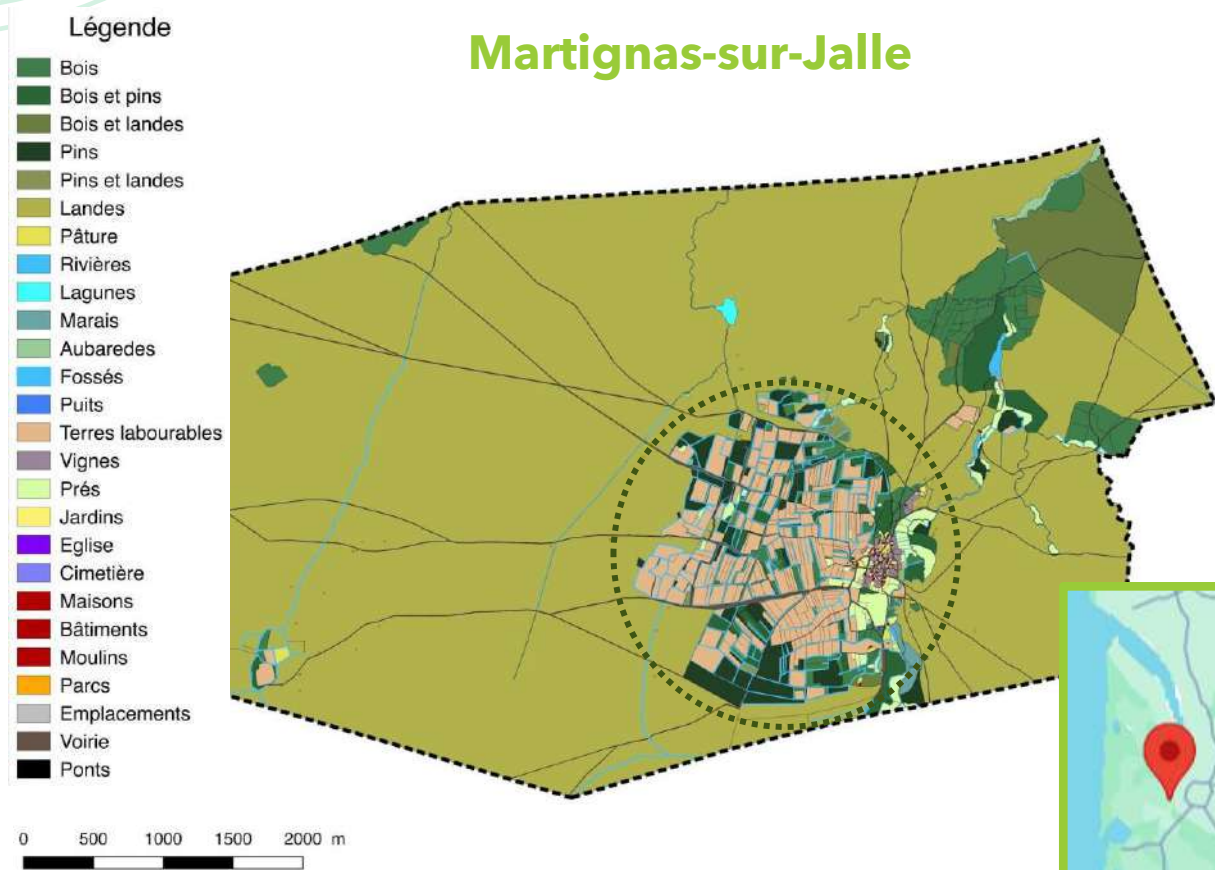 Martignas-sur-Jalle
Légende
Bois
Bois et pins
Bois et landes
Pins
Pins et landes
Landes
Pâture
Rivières
Lagunes
Marais
Aubaredes
Fossés
Puits
Terres labourables
Vignes
Prés
Jardins
Eglise
Cimetière
Maisons
Bâtiments
Moulins
Parcs
Emplacements
Voirie
Ponts
0 500 1000 1500 2000 m